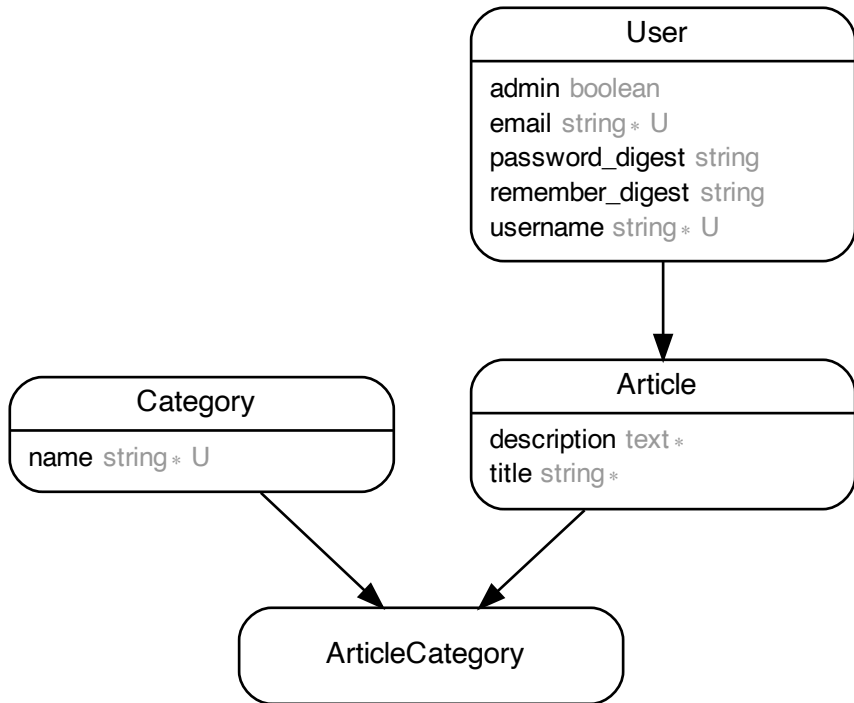 User
admin boolean
email string* U
password_digest string
remember_digest string
username string* U
Category
name string* U
Article
description text*
title string*
ArticleCategory